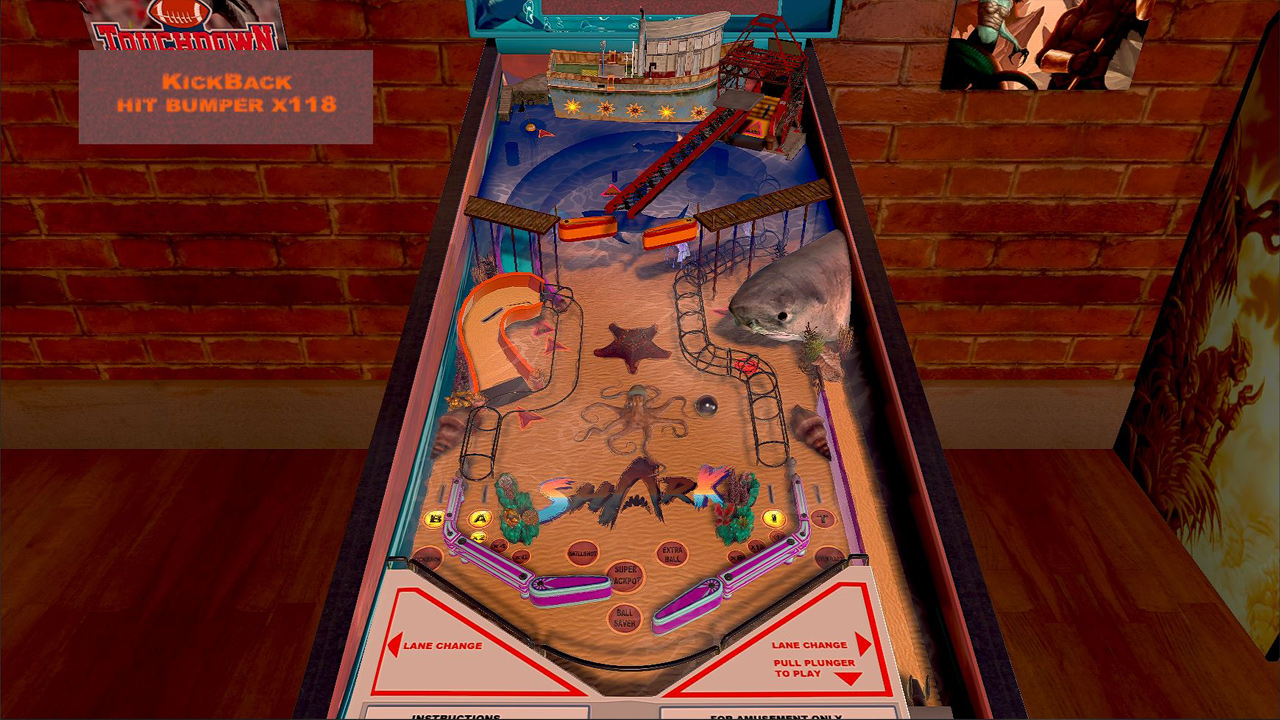 TOUCHDOWN
KICKBACK
HIT BUMPER X118
SHARK
B A I T
SKILLSHOT
EXTRA
BALL
SUPER
JACKPOT
BALL
SAVER
LANE CHANGE
LANE CHANGE
PULL PLUNGER
TO PLAY
INSTRUCTIONS
FOR AMUSEMENT ONLY